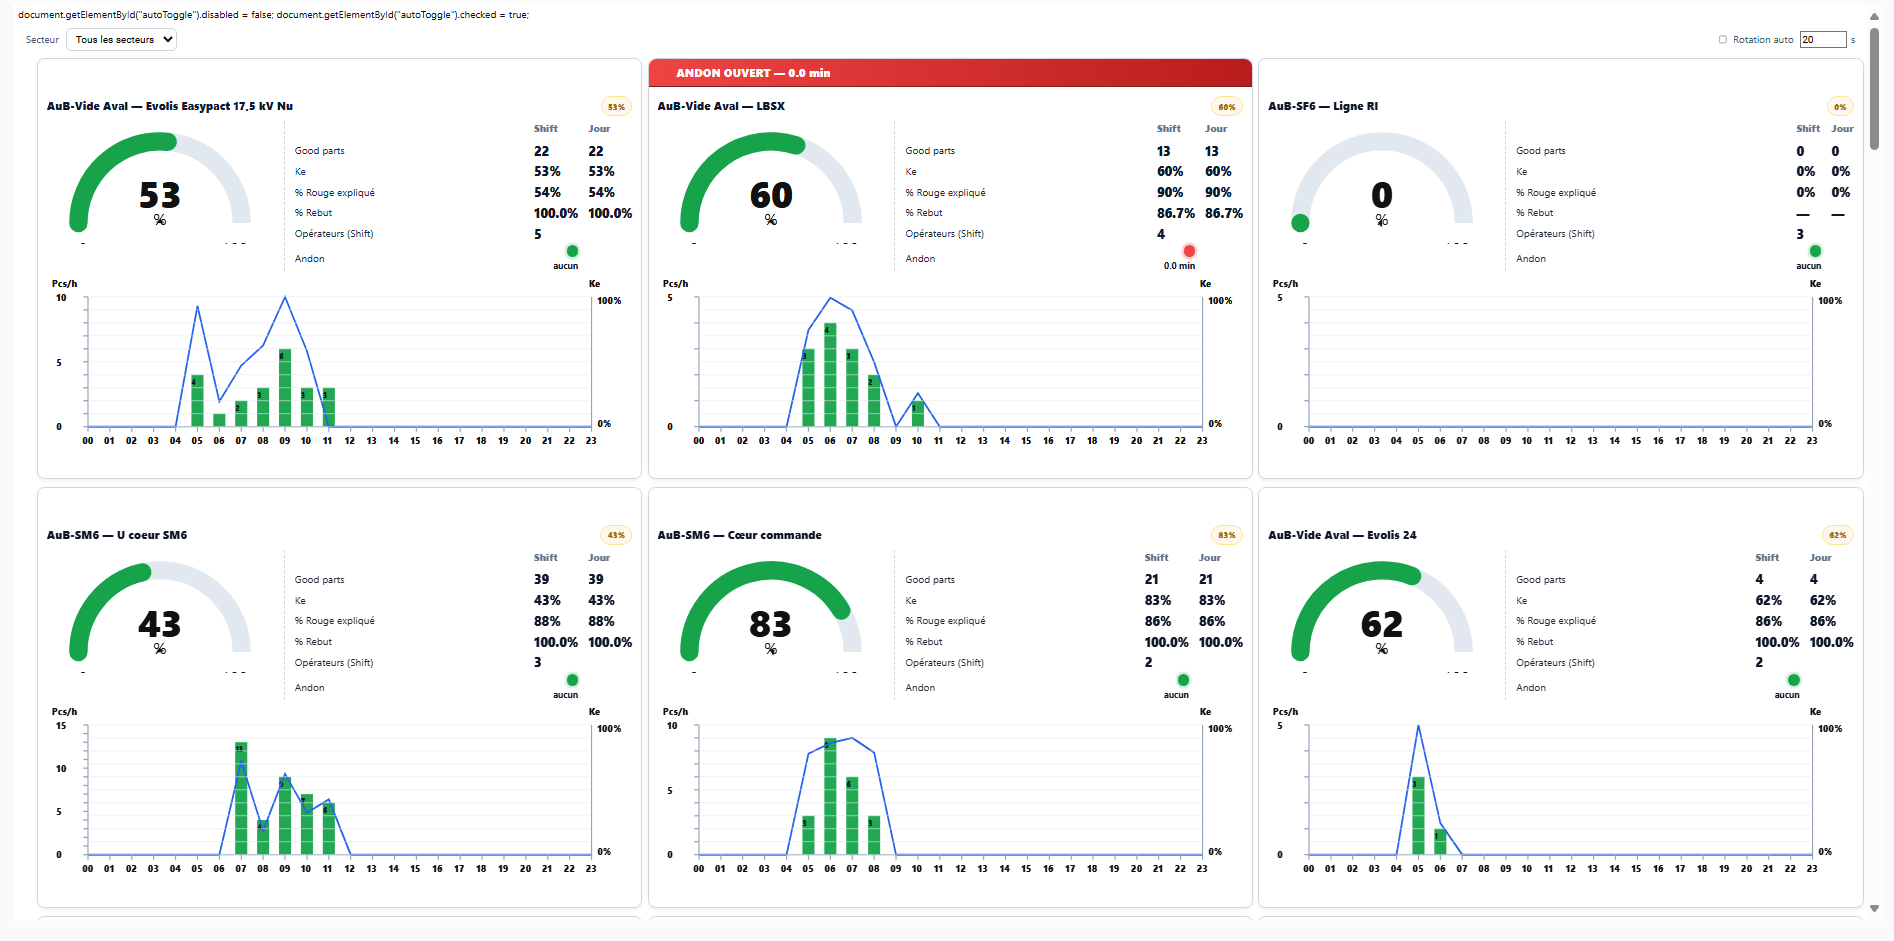 document.getElementById("autoToggle").disabled = false; document.getElementById("autoToggle").checked = true;
Secteur Tous les secteurs Rotation auto 20 s
AuB-Vide Aval — Evolis Easypact 17,5 kV Nu 53%
Shift Jour
Good parts 22 22
Ke 53% 53%
% Rouge expliqué 54% 54%
% Rebut 100.0% 100.0%
Opérateurs (Shift) 5
Andon aucun
53
%
Pcs/h Ke
10 100%
5
0 0%
4 2 3 6 3 3
00 01 02 03 04 05 06 07 08 09 10 11 12 13 14 15 16 17 18 19 20 21 22 23
ANDON OUVERT — 0.0 min
AuB-Vide Aval — LBSX 60%
Shift Jour
Good parts 13 13
Ke 60% 60%
% Rouge expliqué 90% 90%
% Rebut 86.7% 86.7%
Opérateurs (Shift) 4
Andon 0.0 min
60
%
Pcs/h Ke
5 100%
0 0%
3 4 3 2 1
00 01 02 03 04 05 06 07 08 09 10 11 12 13 14 15 16 17 18 19 20 21 22 23
AuB-SF6 — Ligne RI 0%
Shift Jour
Good parts 0 0
Ke 0% 0%
% Rouge expliqué 0% 0%
% Rebut — —
Opérateurs (Shift) 3
Andon aucun
0
%
Pcs/h Ke
5 100%
0 0%
00 01 02 03 04 05 06 07 08 09 10 11 12 13 14 15 16 17 18 19 20 21 22 23
AuB-SM6 — U coeur SM6 43%
Shift Jour
Good parts 39 39
Ke 43% 43%
% Rouge expliqué 88% 88%
% Rebut 100.0% 100.0%
Opérateurs (Shift) 3
Andon aucun
43
%
Pcs/h Ke
15 100%
10
5
0 0%
13 4 9 7 6
00 01 02 03 04 05 06 07 08 09 10 11 12 13 14 15 16 17 18 19 20 21 22 23
AuB-SM6 — Cœur commande 83%
Shift Jour
Good parts 21 21
Ke 83% 83%
% Rouge expliqué 86% 86%
% Rebut 100.0% 100.0%
Opérateurs (Shift) 2
Andon aucun
83
%
Pcs/h Ke
10 100%
5
0 0%
3 9 6 3
00 01 02 03 04 05 06 07 08 09 10 11 12 13 14 15 16 17 18 19 20 21 22 23
AuB-Vide Aval — Evolis 24 62%
Shift Jour
Good parts 4 4
Ke 62% 62%
% Rouge expliqué 86% 86%
% Rebut 100.0% 100.0%
Opérateurs (Shift) 2
Andon aucun
62
%
Pcs/h Ke
5 100%
0 0%
3 1
00 01 02 03 04 05 06 07 08 09 10 11 12 13 14 15 16 17 18 19 20 21 22 23